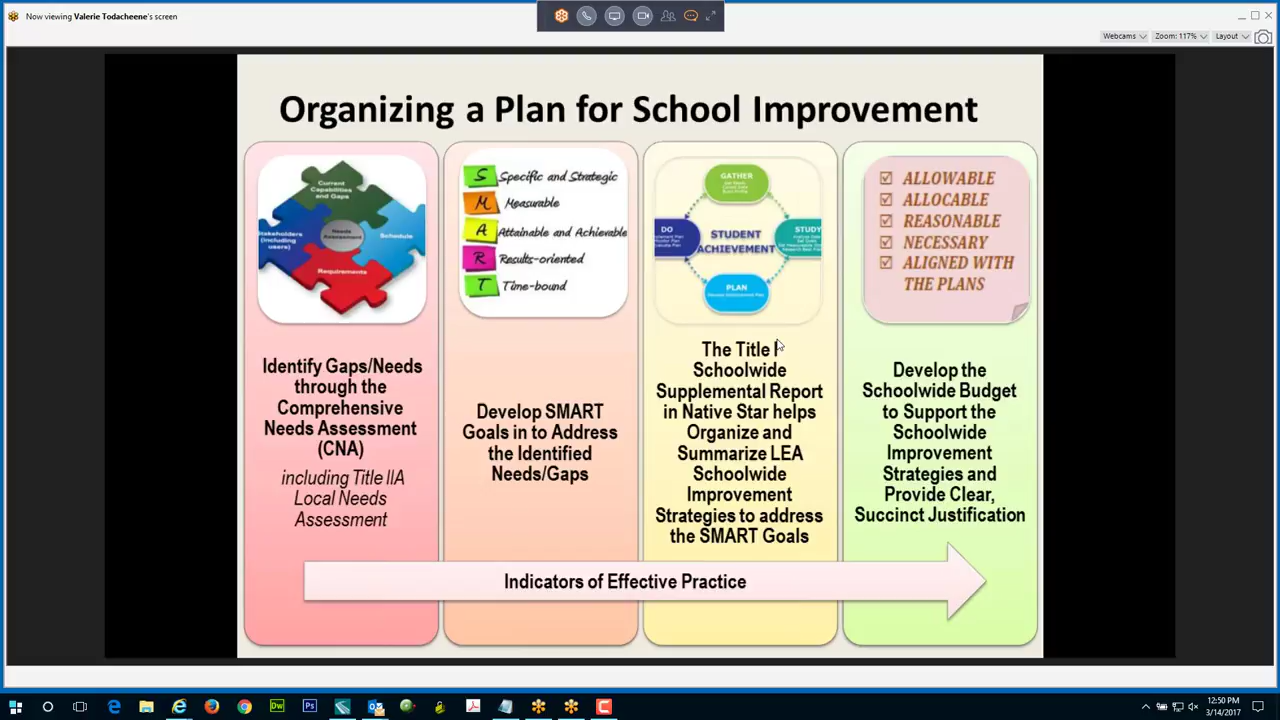 Now viewing Valerie Todacheene's screen
Webcams
Zoom: 117%
Layout
Organizing a Plan for School Improvement
Current
Capabilities
and Gaps
Stakeholders
(including
users)
Needs
Assessment
Schedule
Requirements
Identify Gaps/Needs
through the
Comprehensive
Needs Assessment
(CNA)
including Title IIA
Local Needs
Assessment
S Specific and Strategic
M Measurable
A Attainable and Achievable
R Results-oriented
T Time-bound
Develop SMART
Goals in to Address
the Identified
Needs/Gaps
GATHER
DO
STUDY
STUDENT
ACHIEVEMENT
PLAN
The Title I
Schoolwide
Supplemental Report
in Native Star helps
Organize and
Summarize LEA
Schoolwide
Improvement
Strategies to address
the SMART Goals
ALLOWABLE
ALLOCABLE
REASONABLE
NECESSARY
ALIGNED WITH
THE PLANS
Develop the
Schoolwide Budget
to Support the
Schoolwide
Improvement
Strategies and
Provide Clear,
Succinct Justification
Indicators of Effective Practice
Dw
Ps
12:50 PM
3/14/2017